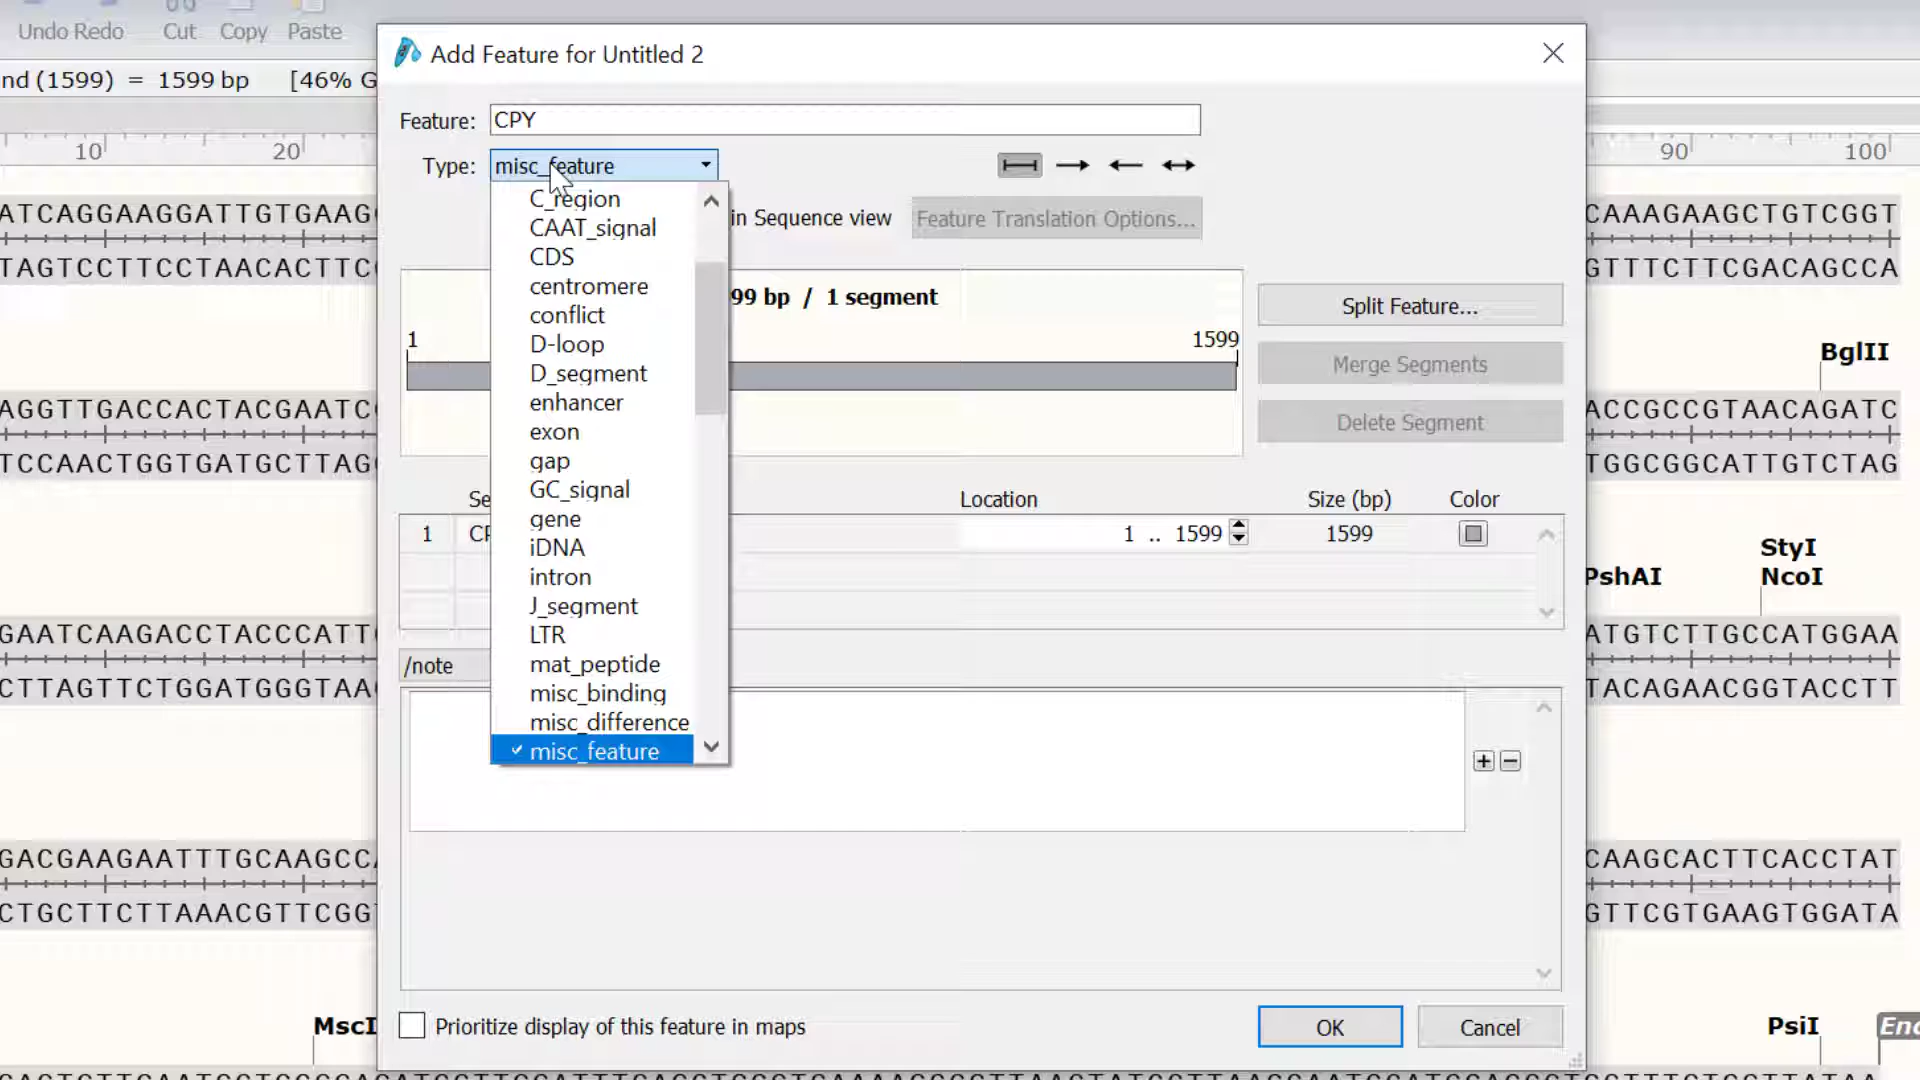 Undo Redo Cut Copy Paste
Add Feature for Untitled 2
nd (1599) = 1599 bp [46% G
Feature: CPY
10 20 90 100
Type: misc_feature
C_region
CAAT_signal
CDS
centromere
conflict
D-loop
D_segment
enhancer
exon
gap
GC_signal
gene
iDNA
intron
J_segment
LTR
mat_peptide
misc_binding
misc_difference
misc_feature
in Sequence view Feature Translation Options...
99 bp / 1 segment
1 1599
Split Feature...
Merge Segments
Delete Segment
Se Location Size (bp) Color
1 CP 1 .. 1599 1599
/note
Prioritize display of this feature in maps
OK Cancel
ATCAGGAAGGATTGTGAAG CAAAGAAGCTGTCGGT
TAGTCCTTCCTAACACTTC GTTTCTTCGACAGCCA
BglII
AGGTTGACCACTACGAATC ACCGCCGTAACAGATC
TCCAACTGGTGATGCTTAG TGGCGGCATTGTCTAG
StyI
PshAI NcoI
GAATCAAGACCTACCCATT ATGTCTTGCCATGGAA
CTTAGTTCTGGATGGGTAA TACAGAACGGTACCTT
GACGAAGAATTTGCAAGCC CAAGCACTTCACCTAT
CTGCTTCTTAAACGTTCGG GTTCGTGAAGTGGATA
MscI PsiI End